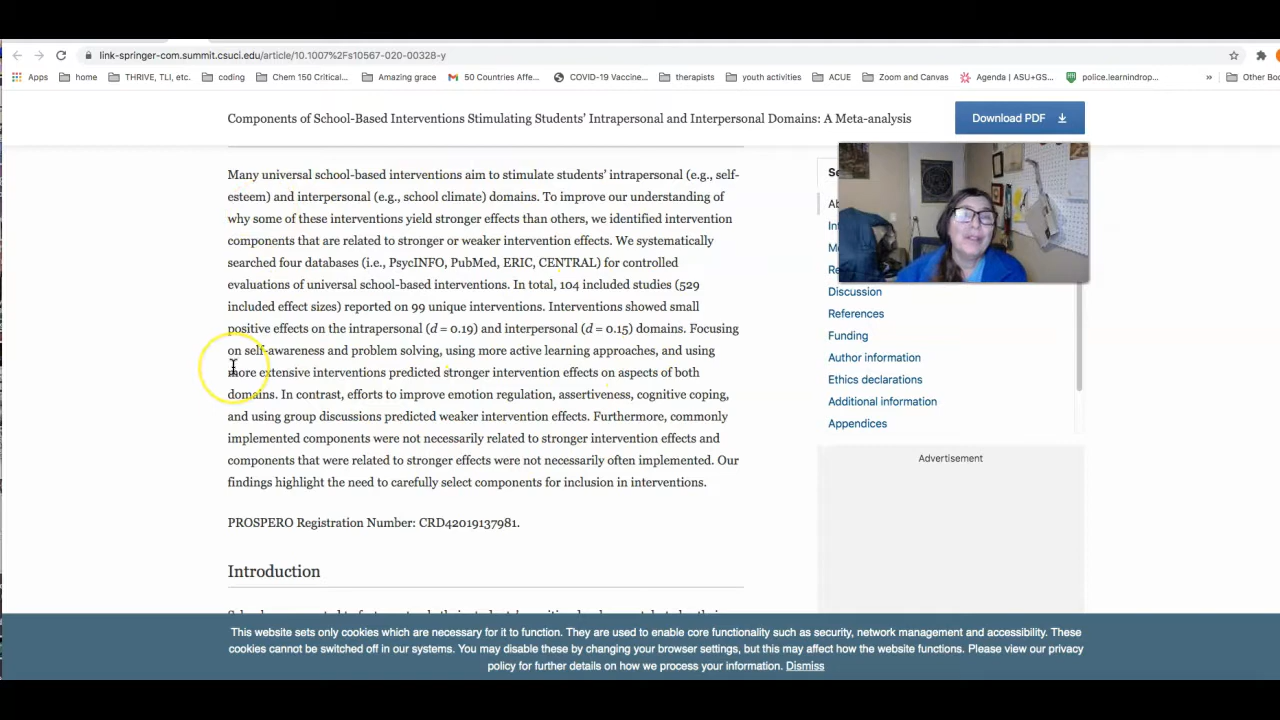 link-springer-com.summit.csuci.edu/article/10.1007%2Fs10567-020-00328-y
Apps home THRIVE, TLI, etc. coding Chem 150 Critical... Amazing grace 50 Countries Affe... COVID-19 Vaccine... therapists youth activities ACUE Zoom and Canvas Agenda | ASU+GS... police.learnindrop... » Other Boo
Components of School-Based Interventions Stimulating Students' Intrapersonal and Interpersonal Domains: A Meta-analysis
Download PDF
Many universal school-based interventions aim to stimulate students' intrapersonal (e.g., self-
esteem) and interpersonal (e.g., school climate) domains. To improve our understanding of
why some of these interventions yield stronger effects than others, we identified intervention
components that are related to stronger or weaker intervention effects. We systematically
searched four databases (i.e., PsycINFO, PubMed, ERIC, CENTRAL) for controlled
evaluations of universal school-based interventions. In total, 104 included studies (529
included effect sizes) reported on 99 unique interventions. Interventions showed small
positive effects on the intrapersonal (d = 0.19) and interpersonal (d = 0.15) domains. Focusing
on self-awareness and problem solving, using more active learning approaches, and using
more extensive interventions predicted stronger intervention effects on aspects of both
domains. In contrast, efforts to improve emotion regulation, assertiveness, cognitive coping,
and using group discussions predicted weaker intervention effects. Furthermore, commonly
implemented components were not necessarily related to stronger intervention effects and
components that were related to stronger effects were not necessarily often implemented. Our
findings highlight the need to carefully select components for inclusion in interventions.
PROSPERO Registration Number: CRD42019137981.
Introduction
Se
Ab
Int
Me
Re
Discussion
References
Funding
Author information
Ethics declarations
Additional information
Appendices
Advertisement
This website sets only cookies which are necessary for it to function. They are used to enable core functionality such as security, network management and accessibility. These
cookies cannot be switched off in our systems. You may disable these by changing your browser settings, but this may affect how the website functions. Please view our privacy
policy for further details on how we process your information. Dismiss